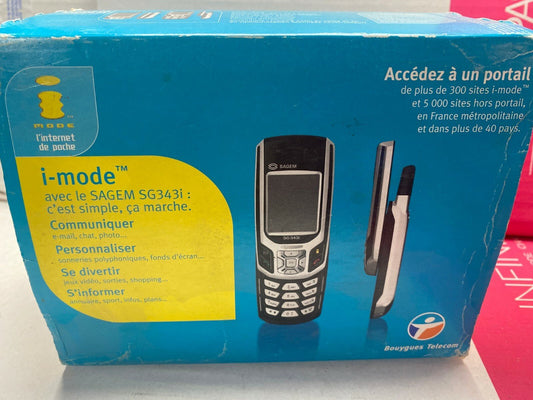 Accédez à un portail
de plus de 300 sites i-mode™
et 5 000 sites hors portail,
en France métropolitaine
et dans plus de 40 pays.
i
MODE
l'internet
de poche
i-mode™
avec le SAGEM SG343i :
c'est simple, ça marche.
Communiquer
e-mail, chat, photo...
Personnaliser
sonneries polyphoniques, fonds d'écran...
Se divertir
jeux vidéo, sorties, shopping...
S'informer
annuaire, sport, infos, plans...
SAGEM
SG 343i
Bouygues Telecom
INFINI